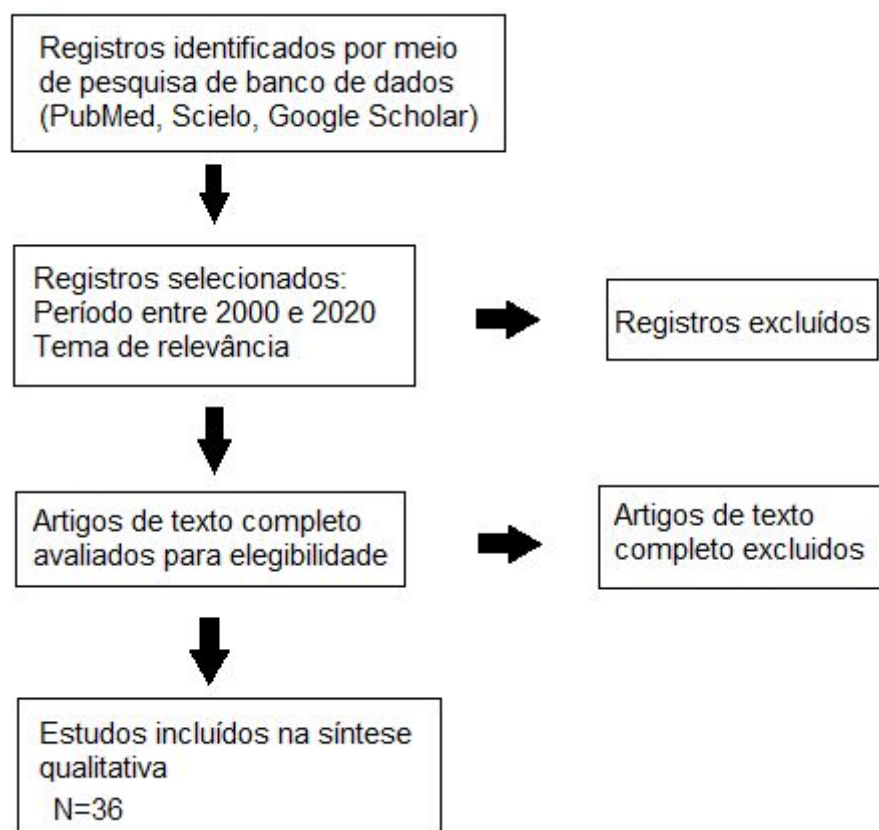 Registros identificados por meio
de pesquisa de banco de dados
(PubMed, Scielo, Google Scholar)
Registros selecionados:
Período entre 2000 e 2020
Tema de relevância
Registros excluídos
Artigos de texto completo
avaliados para elegibilidade
Artigos de texto
completo excluidos
Estudos incluídos na síntese
qualitativa
N=36